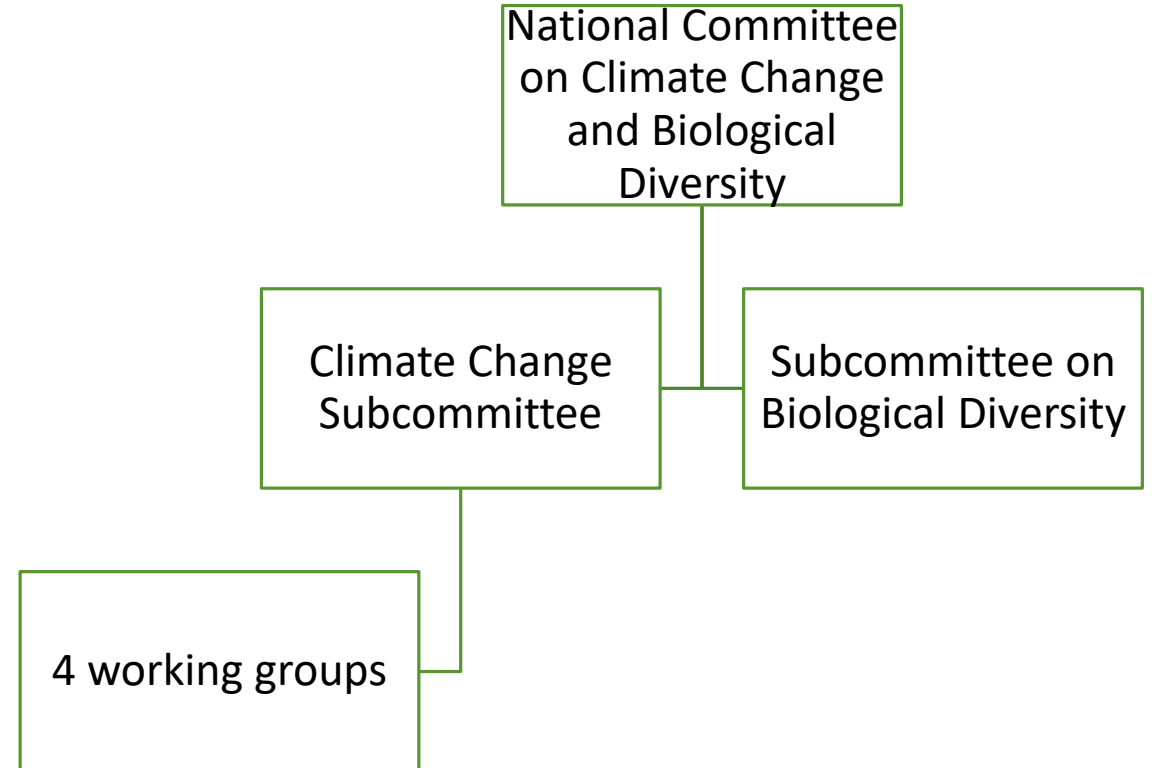 National Committee
on Climate Change
and Biological
Diversity
Climate Change
Subcommittee
Subcommittee on
Biological Diversity
4 working groups